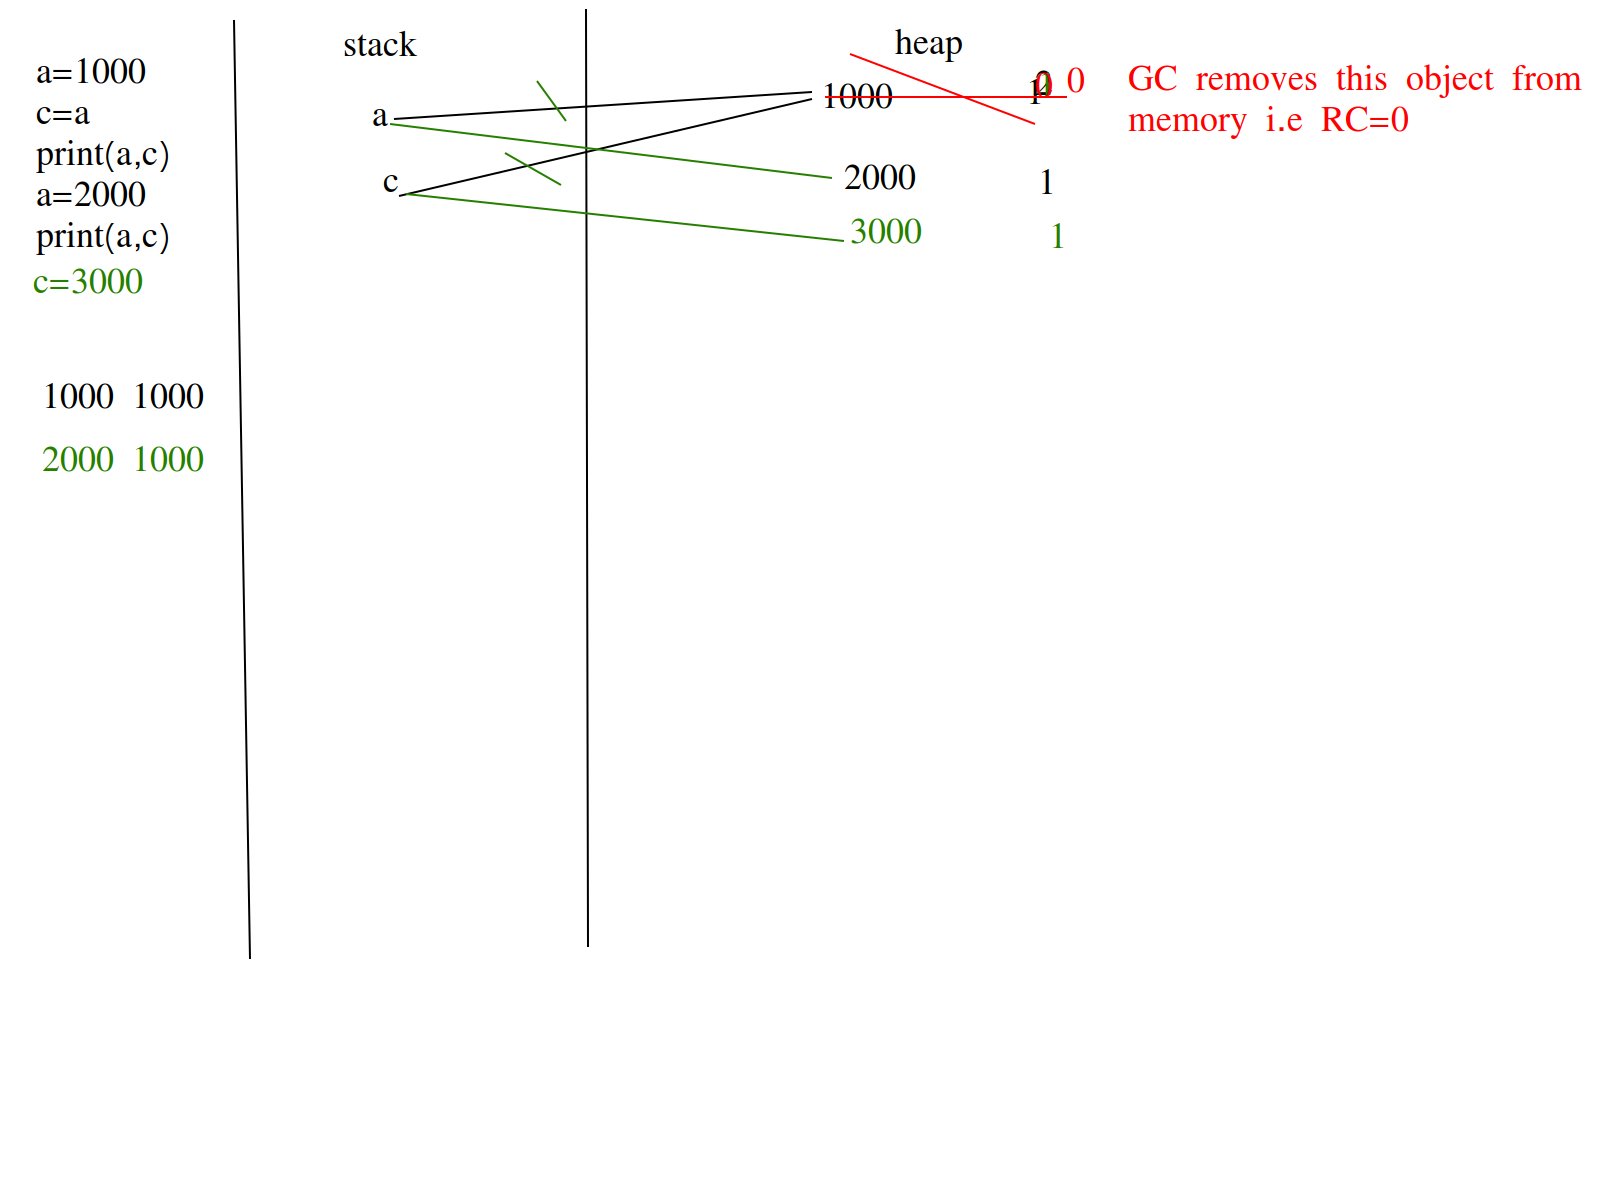 a=1000
c=a
print(a,c)
a=2000
print(a,c)
c=3000
1000 1000
2000 1000
stack
a
c
heap
1000
0
2000 1
3000 1
GC removes this object from
memory i.e RC=0